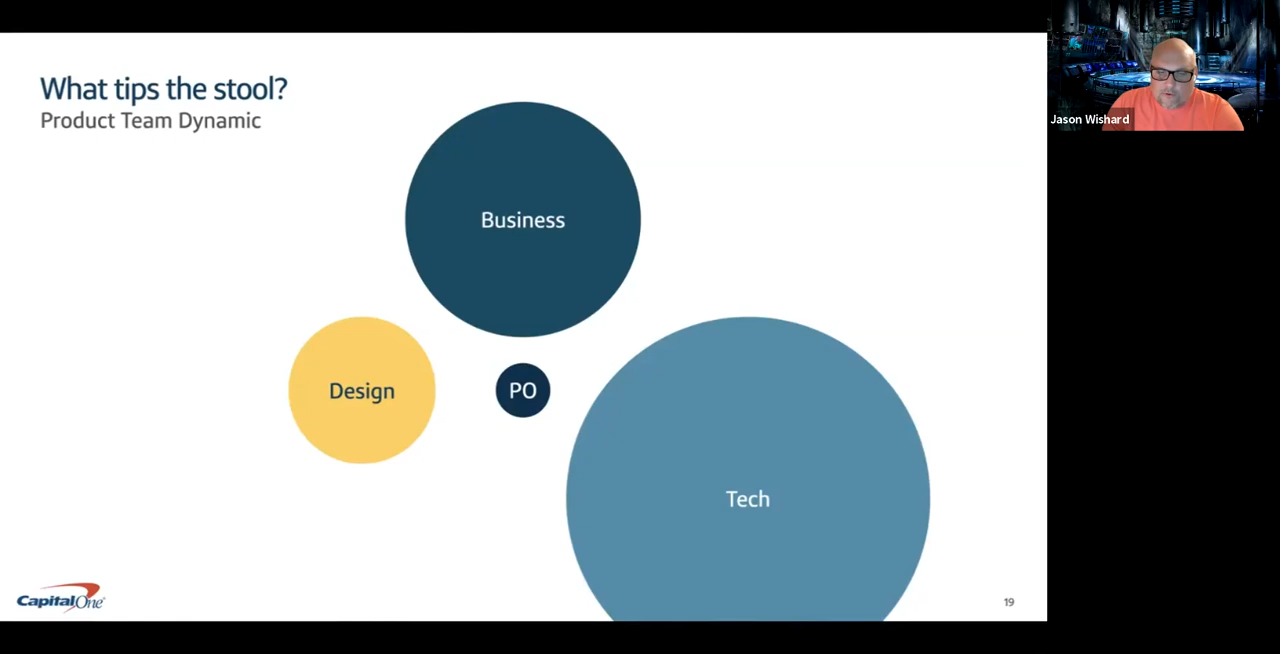 What tips the stool?
Product Team Dynamic
Business
Design
PO
Tech
Capital One
19
Jason Wishard